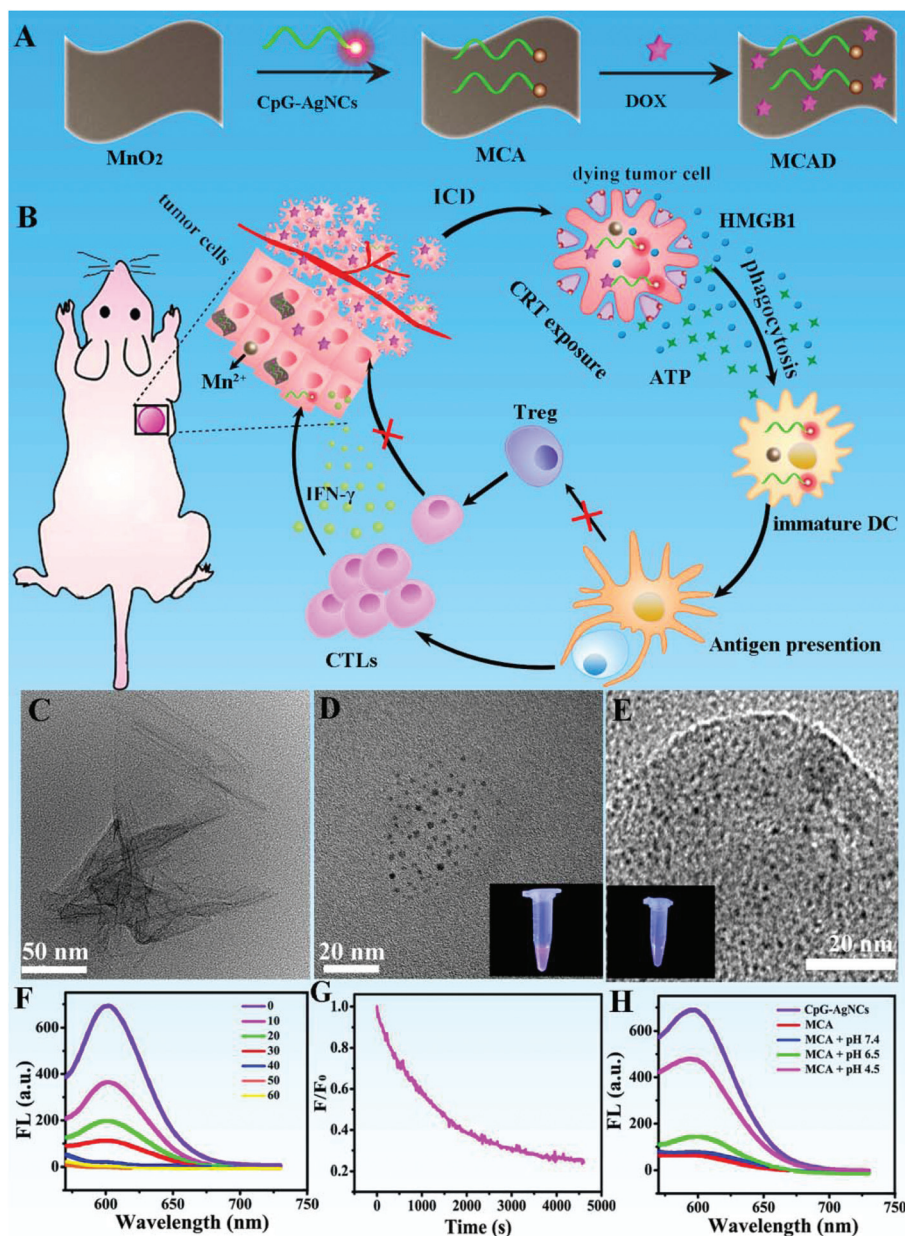 A
CpG-AgNCs
DOX
MnO₂
MCA
MCAD
B
tumor cells
ICD
dying tumor cell
HMGB1
phagocytosis
CRT exposure
ATP
Mn²⁺
Treg
IFN-γ
immature DC
CTLs
Antigen presention
C
50 nm
D
20 nm
E
20 nm
F
0
10
20
30
40
50
60
600
400
200
0
FL (a.u.)
600 650 700 750
Wavelength (nm)
G
1.0
0.8
0.6
0.4
0.2
F/F₀
0 1000 2000 3000 4000 5000
Time (s)
H
CpG-AgNCs
MCA
MCA + pH 7.4
MCA + pH 6.5
MCA + pH 4.5
600
400
200
0
FL (a.u.)
600 650 700 750
Wavelength (nm)